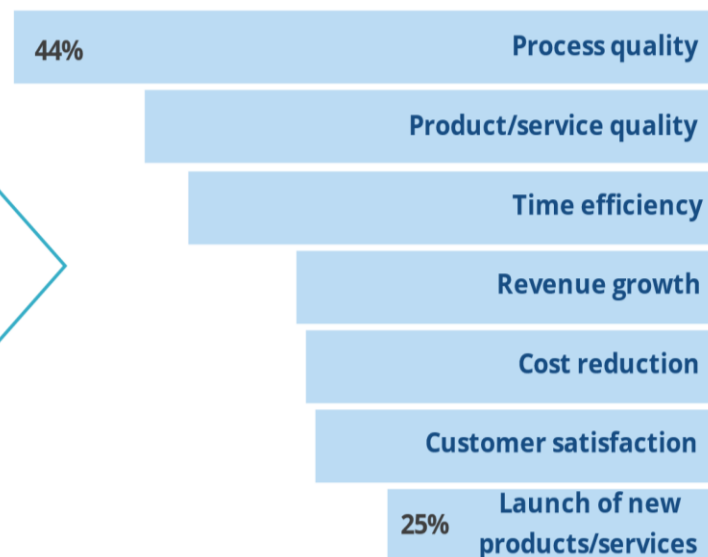 44% Process quality
Product/service quality
Time efficiency
Revenue growth
Cost reduction
Customer satisfaction
Launch of new
25% products/services